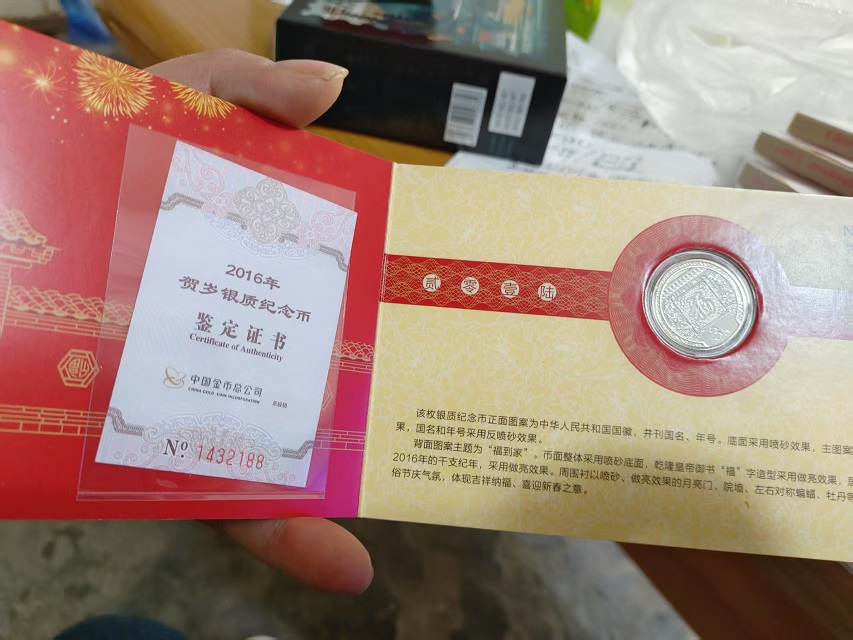 2016年
贺岁银质纪念币
鉴定证书
Certificate of Authenticity
中国金币总公司
CHINA GOLD COIN INCORPORATION
总经销
Nº 1432188
贰零壹陆
福
该枚银质纪念币正面图案为中华人民共和国国徽，并刊国名、年号。底面采用喷砂效果，主图案
果，国名和年号采用反喷砂效果。
背面图案主题为“福到家”。币面整体采用喷砂底面，乾隆皇帝御书“福”字造型采用做亮效果，
2016年的干支纪年，采用做亮效果。周围衬以喷砂、做亮效果的月亮门、院墙、左右对称蝙蝠、牡丹
俗节庆气氛，体现吉祥纳福、喜迎新春之意。